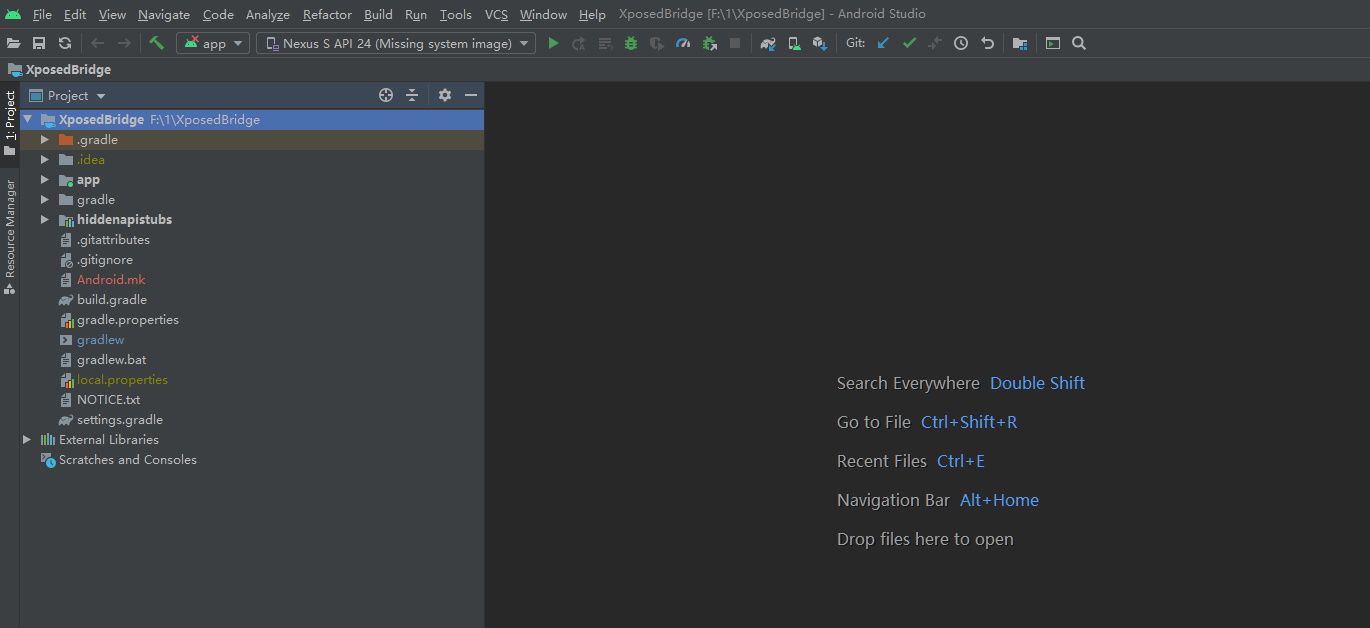 File Edit View Navigate Code Analyze Refactor Build Run Tools VCS Window Help XposedBridge [F:\1\XposedBridge] - Android Studio
app Nexus S API 24 (Missing system image) Git:
XposedBridge
1: Project
Resource Manager
Project
XposedBridge F:\1\XposedBridge
.gradle
.idea
app
gradle
hiddenapistubs
.gitattributes
.gitignore
Android.mk
build.gradle
gradle.properties
gradlew
gradlew.bat
local.properties
NOTICE.txt
settings.gradle
External Libraries
Scratches and Consoles
Search Everywhere Double Shift
Go to File Ctrl+Shift+R
Recent Files Ctrl+E
Navigation Bar Alt+Home
Drop files here to open